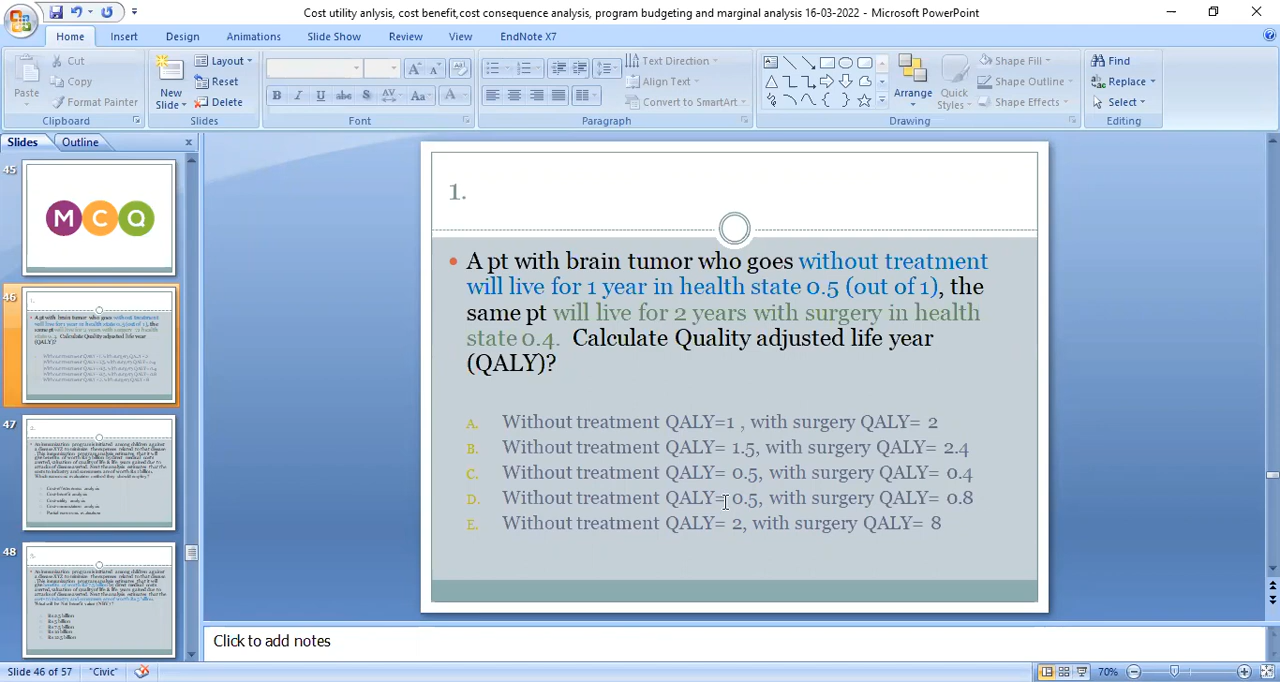 Cost utility anlysis, cost benefit,cost consequence analysis, program budgeting and marginal analysis 16-03-2022 - Microsoft PowerPoint
Home Insert Design Animations Slide Show Review View EndNote X7
Paste
Cut
Copy
Format Painter
Clipboard
New Slide
Layout
Reset
Delete
Slides
Font
Text Direction
Align Text
Convert to SmartArt
Paragraph
Arrange
Quick Styles
Shape Fill
Shape Outline
Shape Effects
Drawing
Find
Replace
Select
Editing
Slides Outline
45
MCQ
46
47
48
1.
A pt with brain tumor who goes without treatment
will live for 1 year in health state 0.5 (out of 1), the
same pt will live for 2 years with surgery in health
state 0.4. Calculate Quality adjusted life year
(QALY)?
A. Without treatment QALY=1 , with surgery QALY= 2
B. Without treatment QALY= 1.5, with surgery QALY= 2.4
C. Without treatment QALY= 0.5, with surgery QALY= 0.4
D. Without treatment QALY= 0.5, with surgery QALY= 0.8
E. Without treatment QALY= 2, with surgery QALY= 8
Click to add notes
Slide 46 of 57 "Civic" 70%